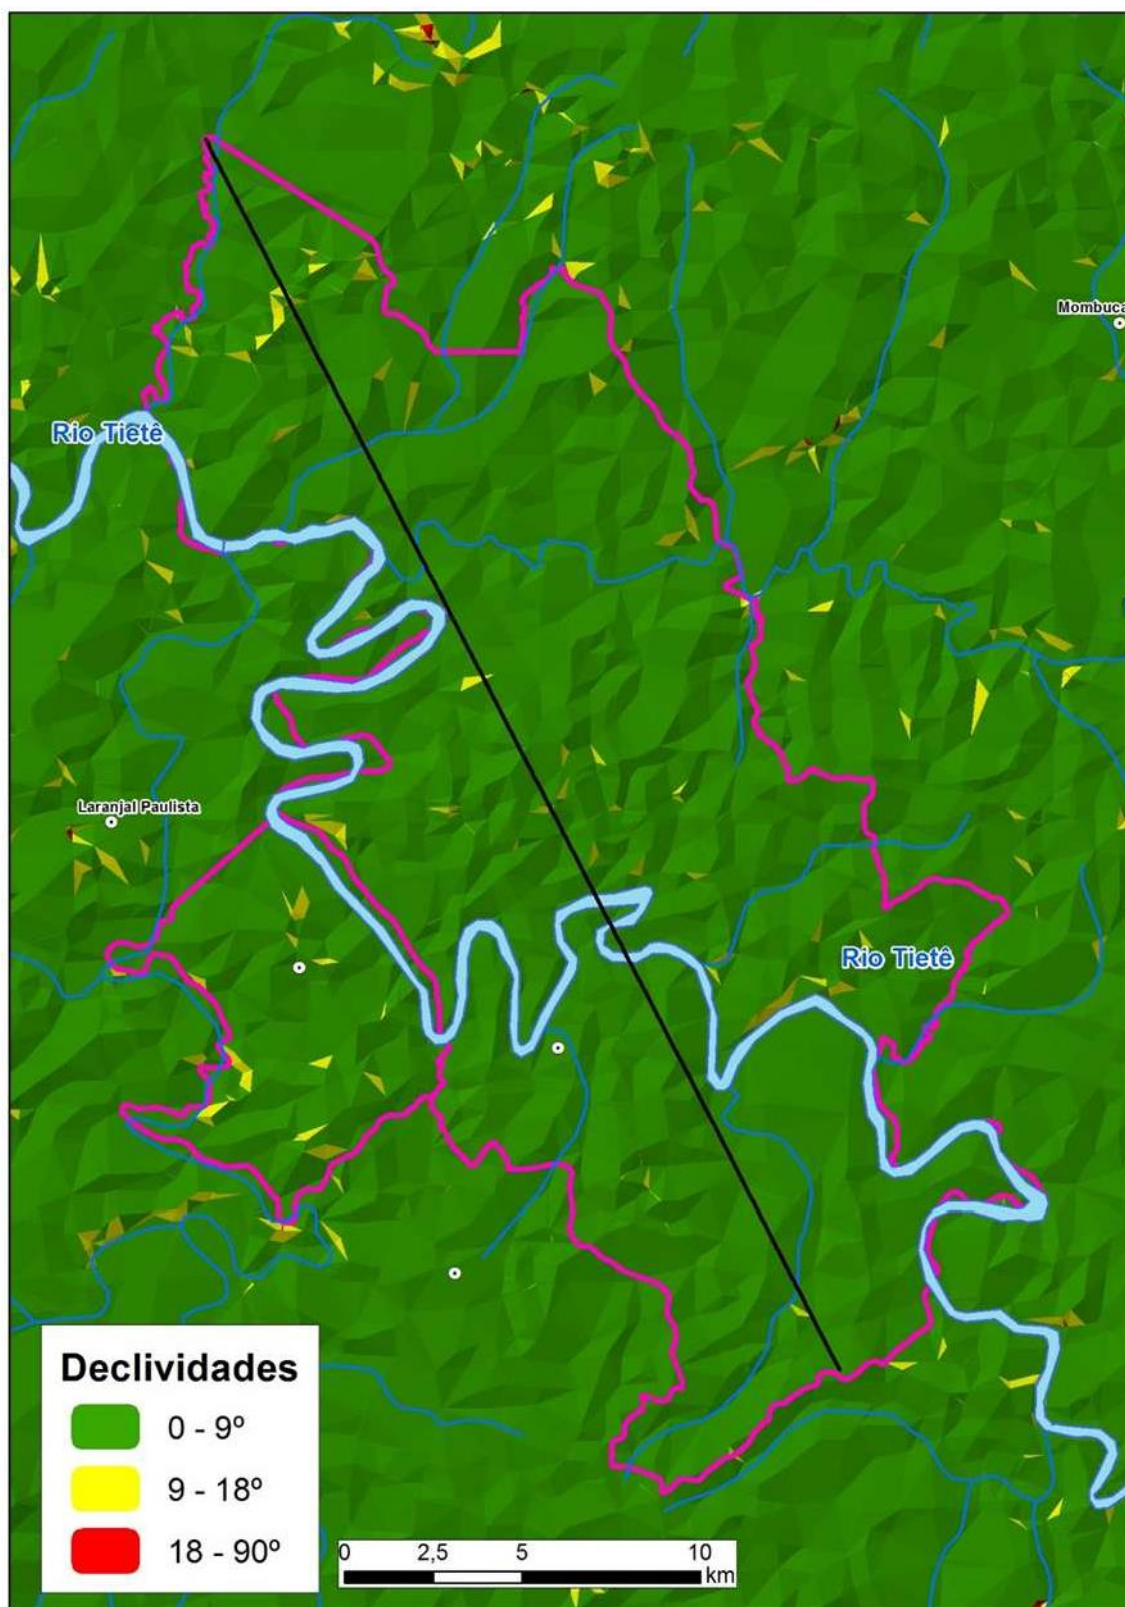 Mombuca
Rio Tietê
Laranjal Paulista
Rio Tietê
Declividades
0 - 9º
9 - 18º
18 - 90º
0 2,5 5 10
km